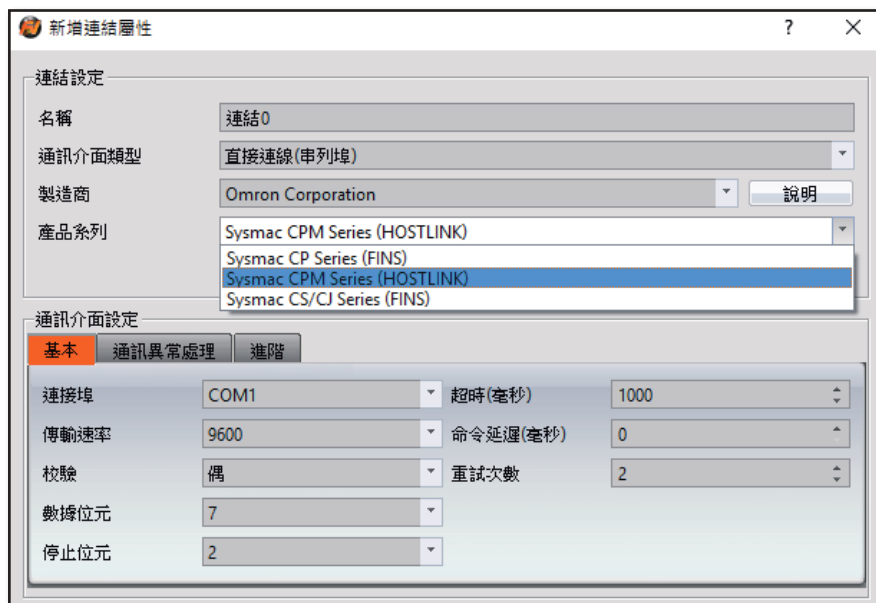 新增連結屬性
?
連結設定
名稱 連結0
通訊介面類型 直接連線(串列埠)
製造商 Omron Corporation 說明
產品系列 Sysmac CPM Series (HOSTLINK)
Sysmac CP Series (FINS)
Sysmac CPM Series (HOSTLINK)
Sysmac CS/CJ Series (FINS)
通訊介面設定
基本 通訊異常處理 進階
連接埠 COM1 超時(毫秒) 1000
傳輸速率 9600 命令延遲(毫秒) 0
校驗 偶 重試次數 2
數據位元 7
停止位元 2